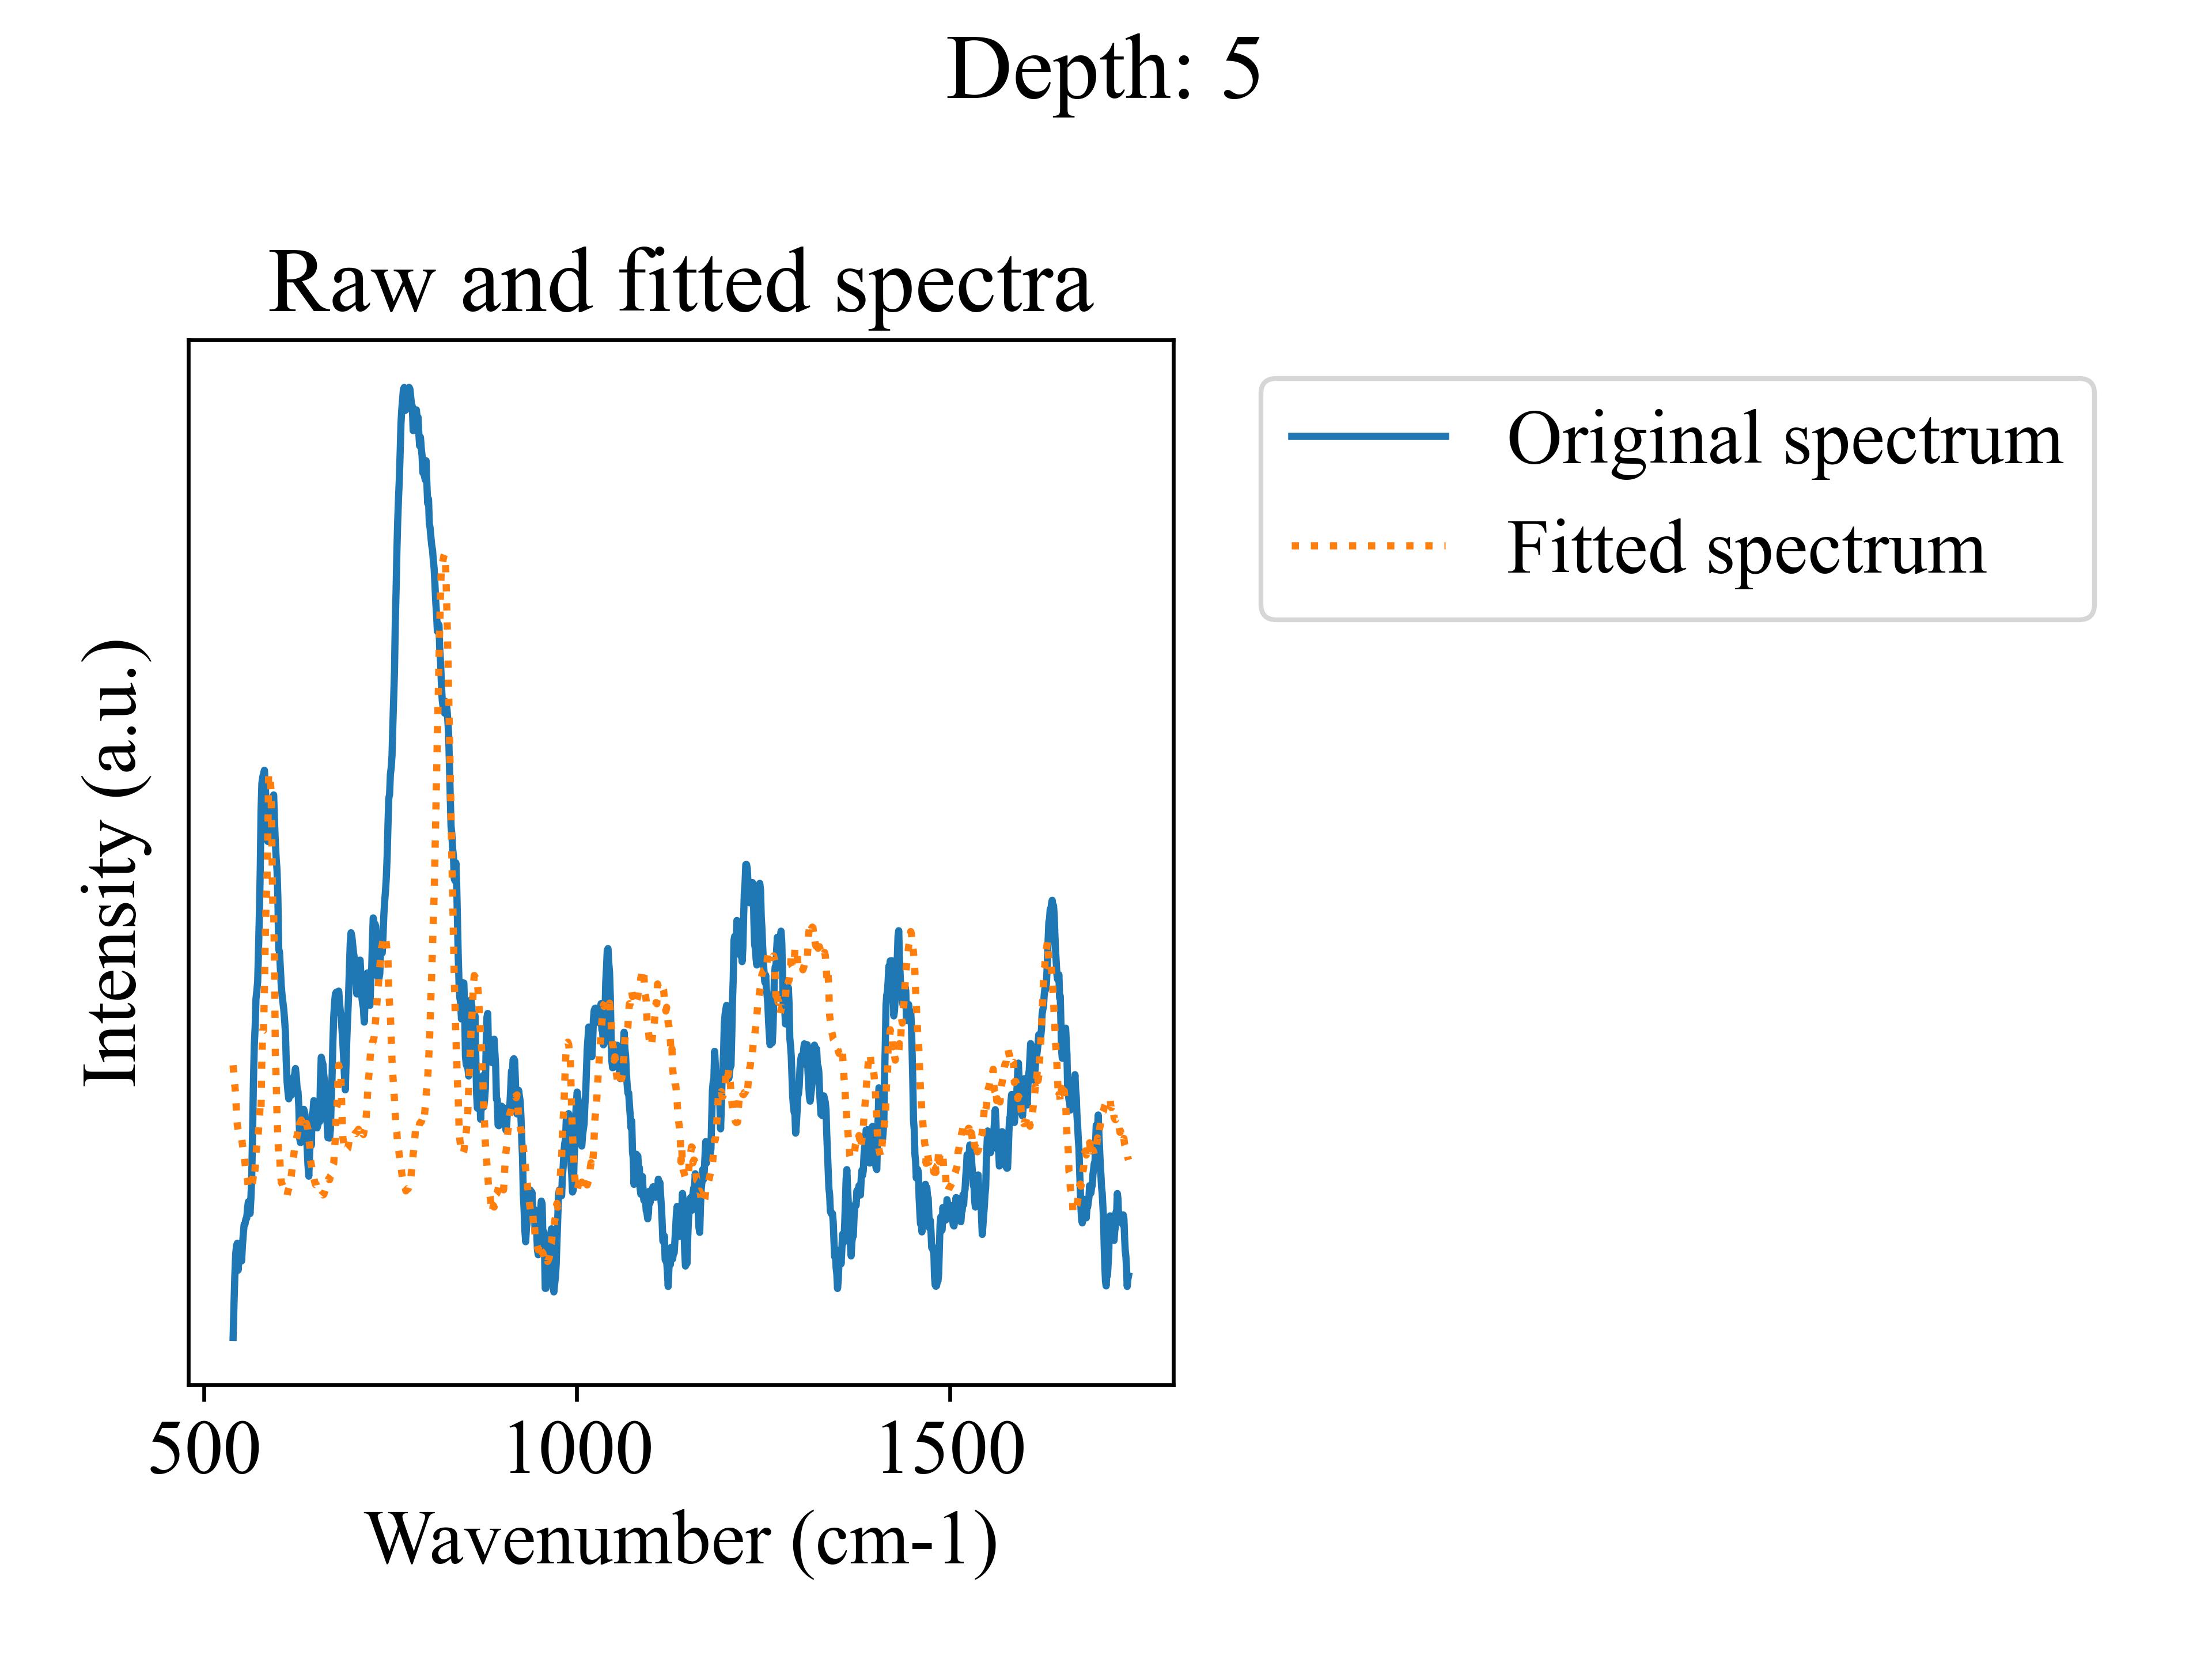 Depth: 5
Raw and fitted spectra
Original spectrum
Fitted spectrum
Intensity (a.u.)
500 1000 1500
Wavenumber (cm-1)